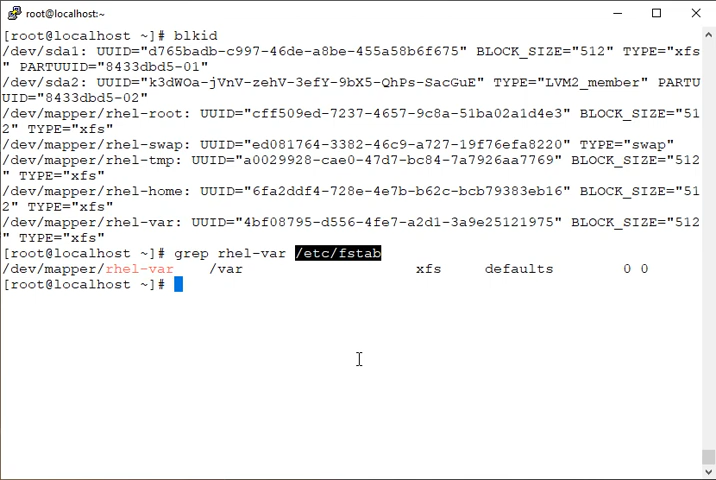 root@localhost:~
[root@localhost ~]# blkid
/dev/sda1: UUID="d765badb-c997-46de-a8be-455a58b6f675" BLOCK_SIZE="512" TYPE="xfs
" PARTUUID="8433dbd5-01"
/dev/sda2: UUID="k3dWOa-jVnV-zehV-3efY-9bX5-QhPs-SacGuE" TYPE="LVM2_member" PARTU
UID="8433dbd5-02"
/dev/mapper/rhel-root: UUID="cff509ed-7237-4657-9c8a-51ba02a1d4e3" BLOCK_SIZE="51
2" TYPE="xfs"
/dev/mapper/rhel-swap: UUID="ed081764-3382-46c9-a727-19f76efa8220" TYPE="swap"
/dev/mapper/rhel-tmp: UUID="a0029928-cae0-47d7-bc84-7a7926aa7769" BLOCK_SIZE="512
" TYPE="xfs"
/dev/mapper/rhel-home: UUID="6fa2ddf4-728e-4e7b-b62c-bcb79383eb16" BLOCK_SIZE="51
2" TYPE="xfs"
/dev/mapper/rhel-var: UUID="4bf08795-d556-4fe7-a2d1-3a9e25121975" BLOCK_SIZE="512
" TYPE="xfs"
[root@localhost ~]# grep rhel-var /etc/fstab
/dev/mapper/rhel-var /var xfs defaults 0 0
[root@localhost ~]#